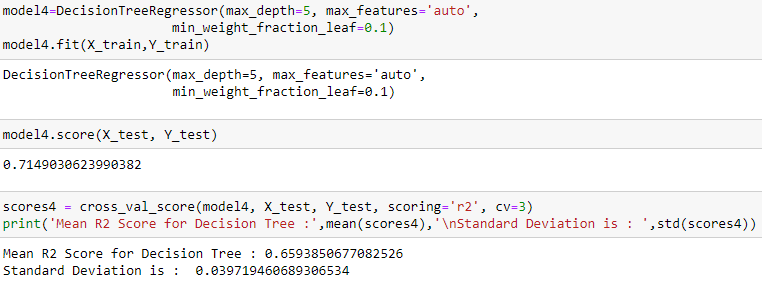 model4=DecisionTreeRegressor(max_depth=5, max_features='auto',
                      min_weight_fraction_leaf=0.1)
model4.fit(X_train,Y_train)
DecisionTreeRegressor(max_depth=5, max_features='auto',
                      min_weight_fraction_leaf=0.1)
model4.score(X_test, Y_test)
0.7149030623990382
scores4 = cross_val_score(model4, X_test, Y_test, scoring='r2', cv=3)
print('Mean R2 Score for Decision Tree :',mean(scores4),'\nStandard Deviation is : ',std(scores4))
Mean R2 Score for Decision Tree : 0.6593850677082526
Standard Deviation is :  0.039719460689306534